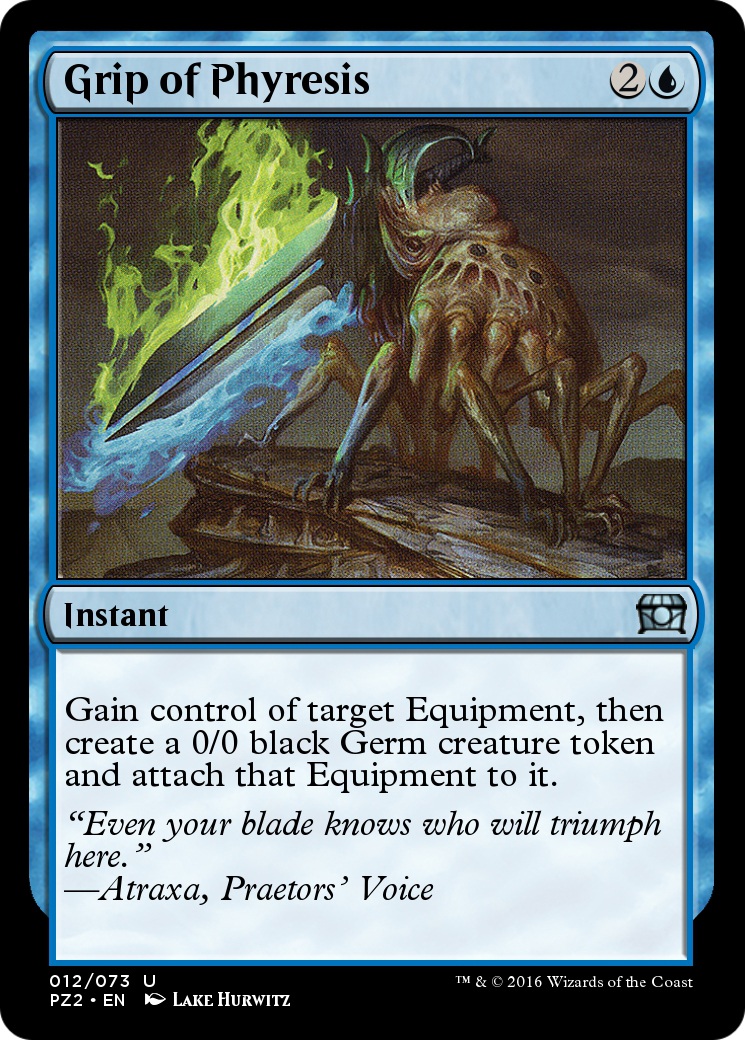 Grip of Phyresis 2
Instant
Gain control of target Equipment, then
create a 0/0 black Germ creature token
and attach that Equipment to it.
“Even your blade knows who will triumph
here.”
—Atraxa, Praetors’ Voice
012/073 U
PZ2 • EN Lake Hurwitz
™ & © 2016 Wizards of the Coast